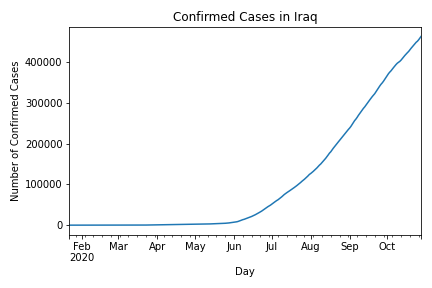 Confirmed Cases in Iraq
Number of Confirmed Cases
400000
300000
200000
100000
0
Feb Mar Apr May Jun Jul Aug Sep Oct
2020
Day